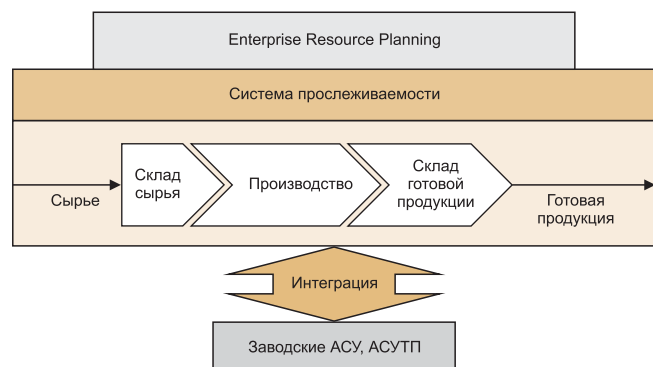 Enterprise Resource Planning
Система прослеживаемости
Сырье
Склад
сырья
Производство
Склад
готовой
продукции
Готовая
продукция
Интеграция
Заводские АСУ, АСУТП